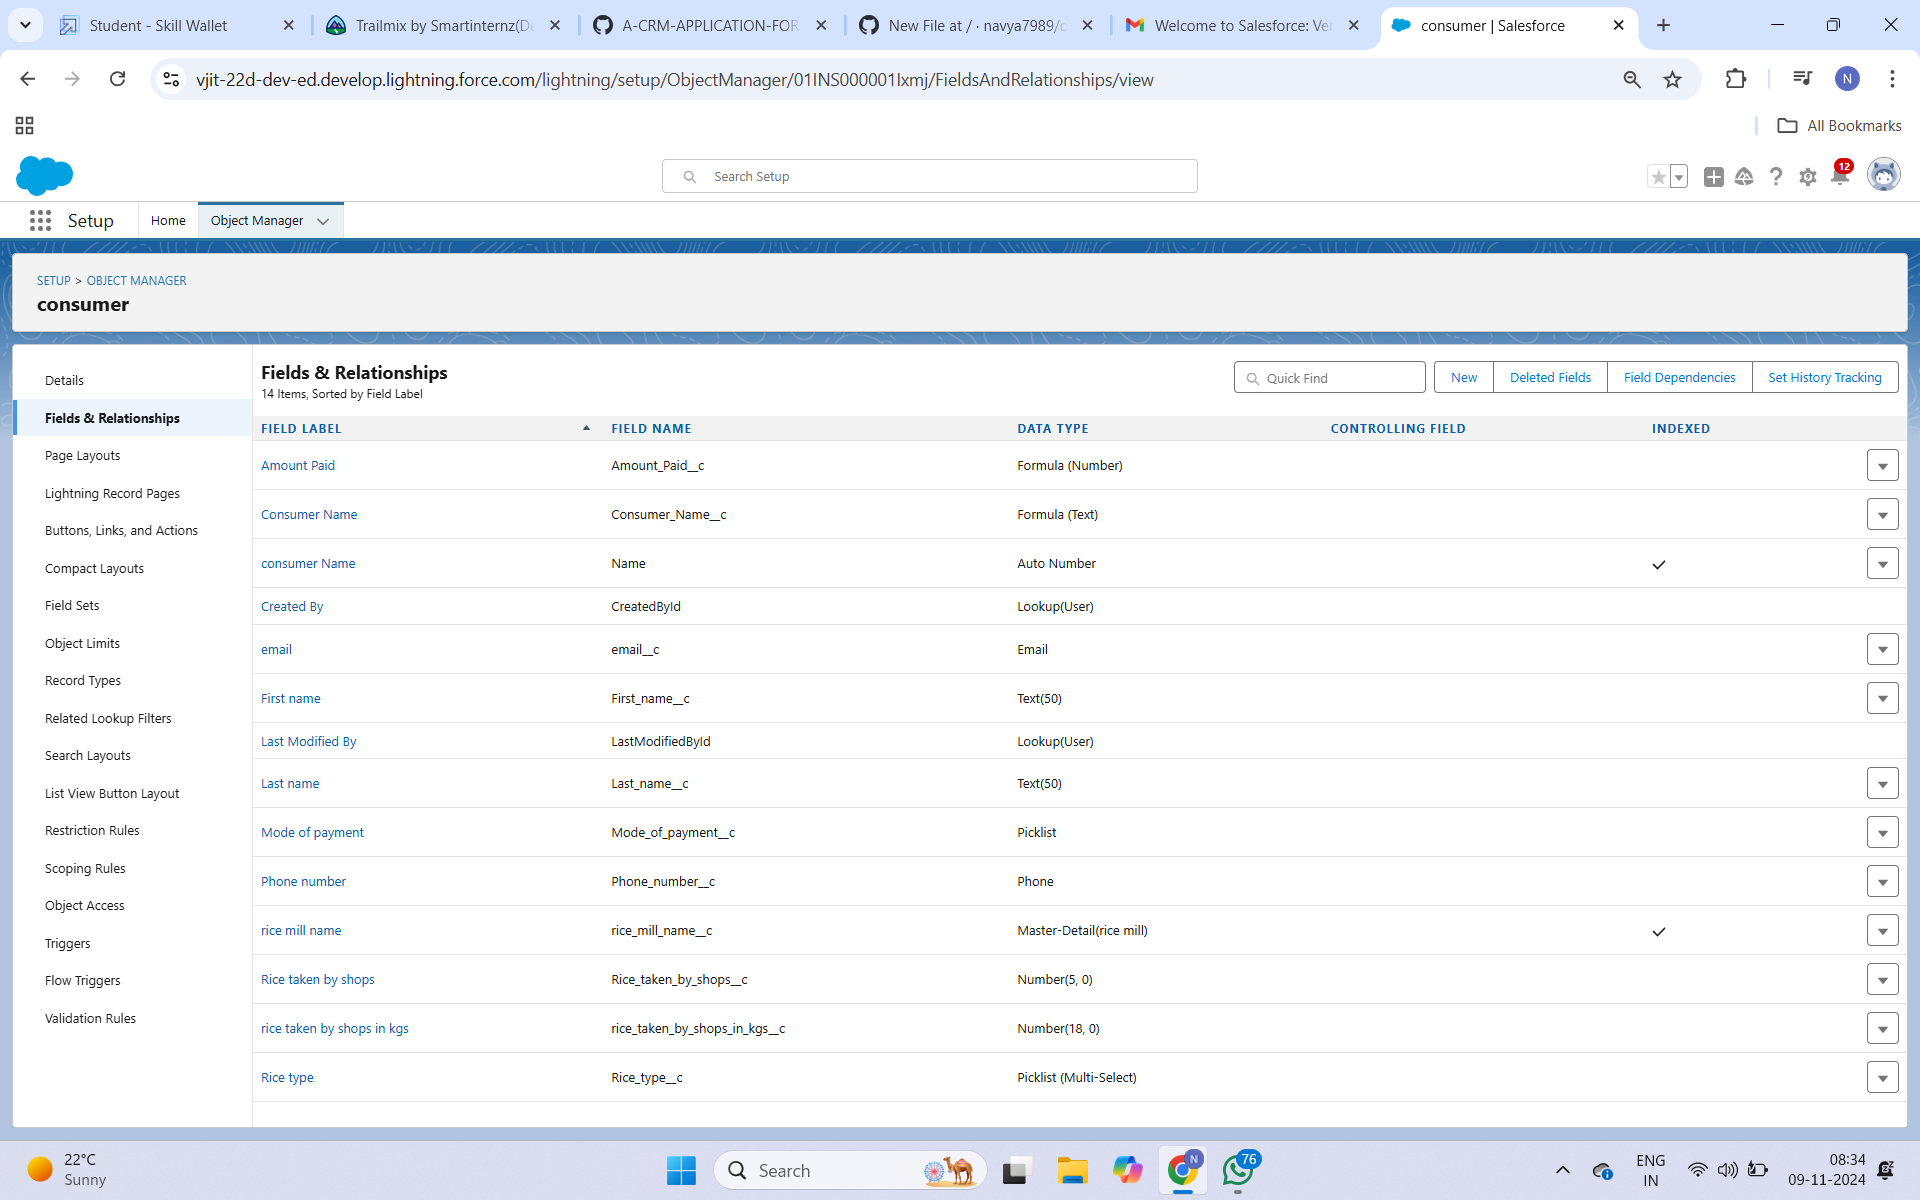 Student - Skill Wallet
Trailmix by Smartinternz(De
A-CRM-APPLICATION-FOR
New File at / · navya7989/c
Welcome to Salesforce: Ver
consumer | Salesforce
vjit-22d-dev-ed.develop.lightning.force.com/lightning/setup/ObjectManager/01INS000001Ixmj/FieldsAndRelationships/view
N
All Bookmarks
Search Setup
12
Setup
Home
Object Manager
SETUP > OBJECT MANAGER
consumer
Details
Fields & Relationships
Page Layouts
Lightning Record Pages
Buttons, Links, and Actions
Compact Layouts
Field Sets
Object Limits
Record Types
Related Lookup Filters
Search Layouts
List View Button Layout
Restriction Rules
Scoping Rules
Object Access
Triggers
Flow Triggers
Validation Rules
Fields & Relationships
14 Items, Sorted by Field Label
Quick Find
New
Deleted Fields
Field Dependencies
Set History Tracking
FIELD LABEL FIELD NAME DATA TYPE CONTROLLING FIELD INDEXED
Amount Paid Amount_Paid__c Formula (Number)
Consumer Name Consumer_Name__c Formula (Text)
consumer Name Name Auto Number
Created By CreatedById Lookup(User)
email email__c Email
First name First_name__c Text(50)
Last Modified By LastModifiedById Lookup(User)
Last name Last_name__c Text(50)
Mode of payment Mode_of_payment__c Picklist
Phone number Phone_number__c Phone
rice mill name rice_mill_name__c Master-Detail(rice mill)
Rice taken by shops Rice_taken_by_shops__c Number(5, 0)
rice taken by shops in kgs rice_taken_by_shops_in_kgs__c Number(18, 0)
Rice type Rice_type__c Picklist (Multi-Select)
22°C
Sunny
Search
N
76
ENG
IN
08:34
09-11-2024